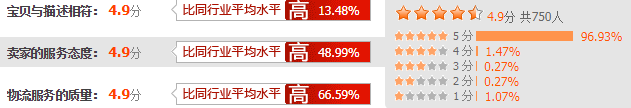 宝贝与描述相符： 4.9分 比同行业平均水平 高 13.48%
卖家的服务态度： 4.9分 比同行业平均水平 高 48.99%
物流服务的质量： 4.9分 比同行业平均水平 高 66.59%
4.9分 共750人
5分 96.93%
4分 1.47%
3分 0.27%
2分 0.27%
1分 1.07%